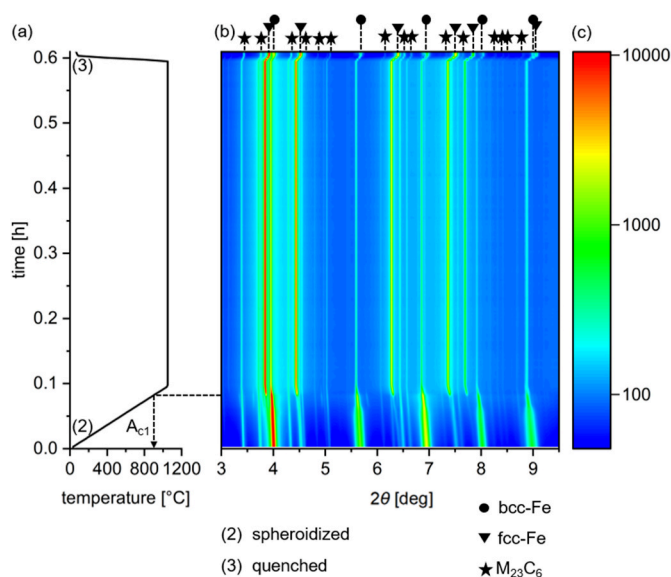 (a) (b) (c)
0.6
0.5
0.4
0.3
0.2
0.1
0.0
time [h]
(3)
(2)
Ac1
0 400 800 1200
temperature [°C]
3 4 5 6 7 8 9
2θ [deg]
10000
1000
100
(2) spheroidized
(3) quenched
bcc-Fe
fcc-Fe
M23C6